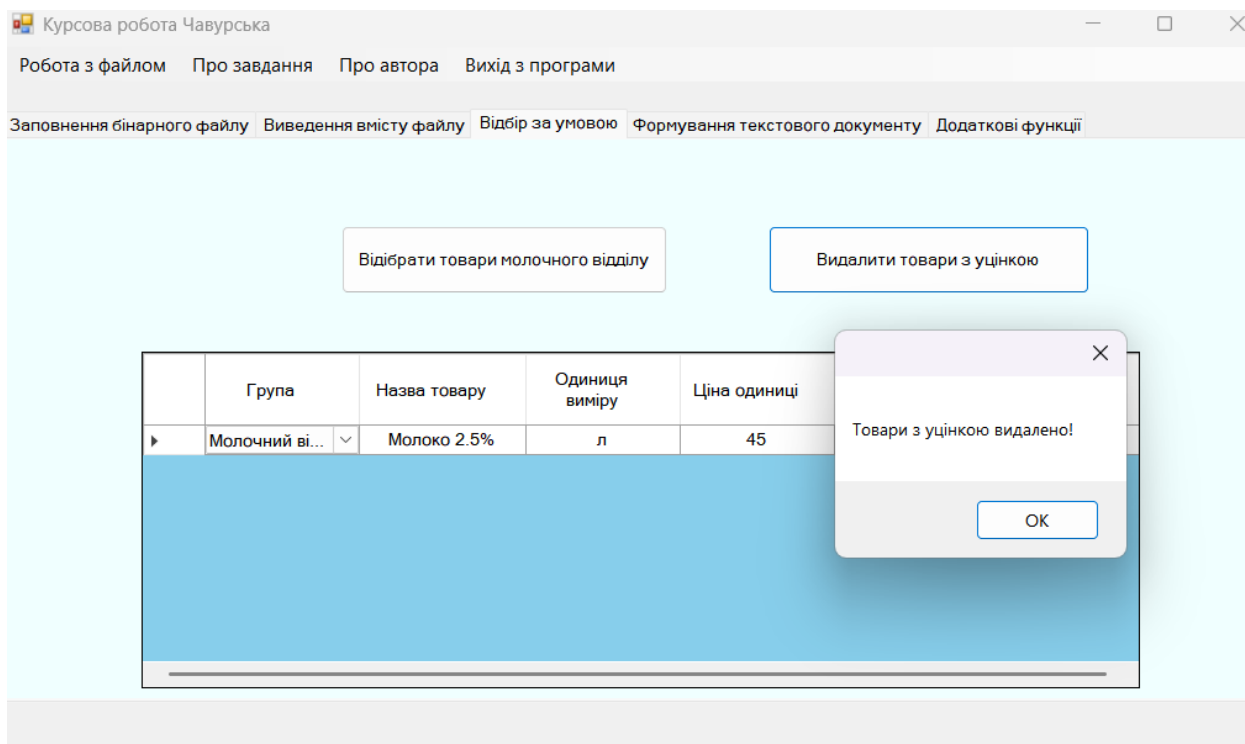 Курсова робота Чавурська
Робота з файлом Про завдання Про автора Вихід з програми
Заповнення бінарного файлу Виведення вмісту файлу Відбір за умовою Формування текстового документу Додаткові функції
Відібрати товари молочного відділу Видалити товари з уцінкою
Група Назва товару Одиниця виміру Ціна одиниці
Молочний ві... Молоко 2.5% л 45
Товари з уцінкою видалено!
OK